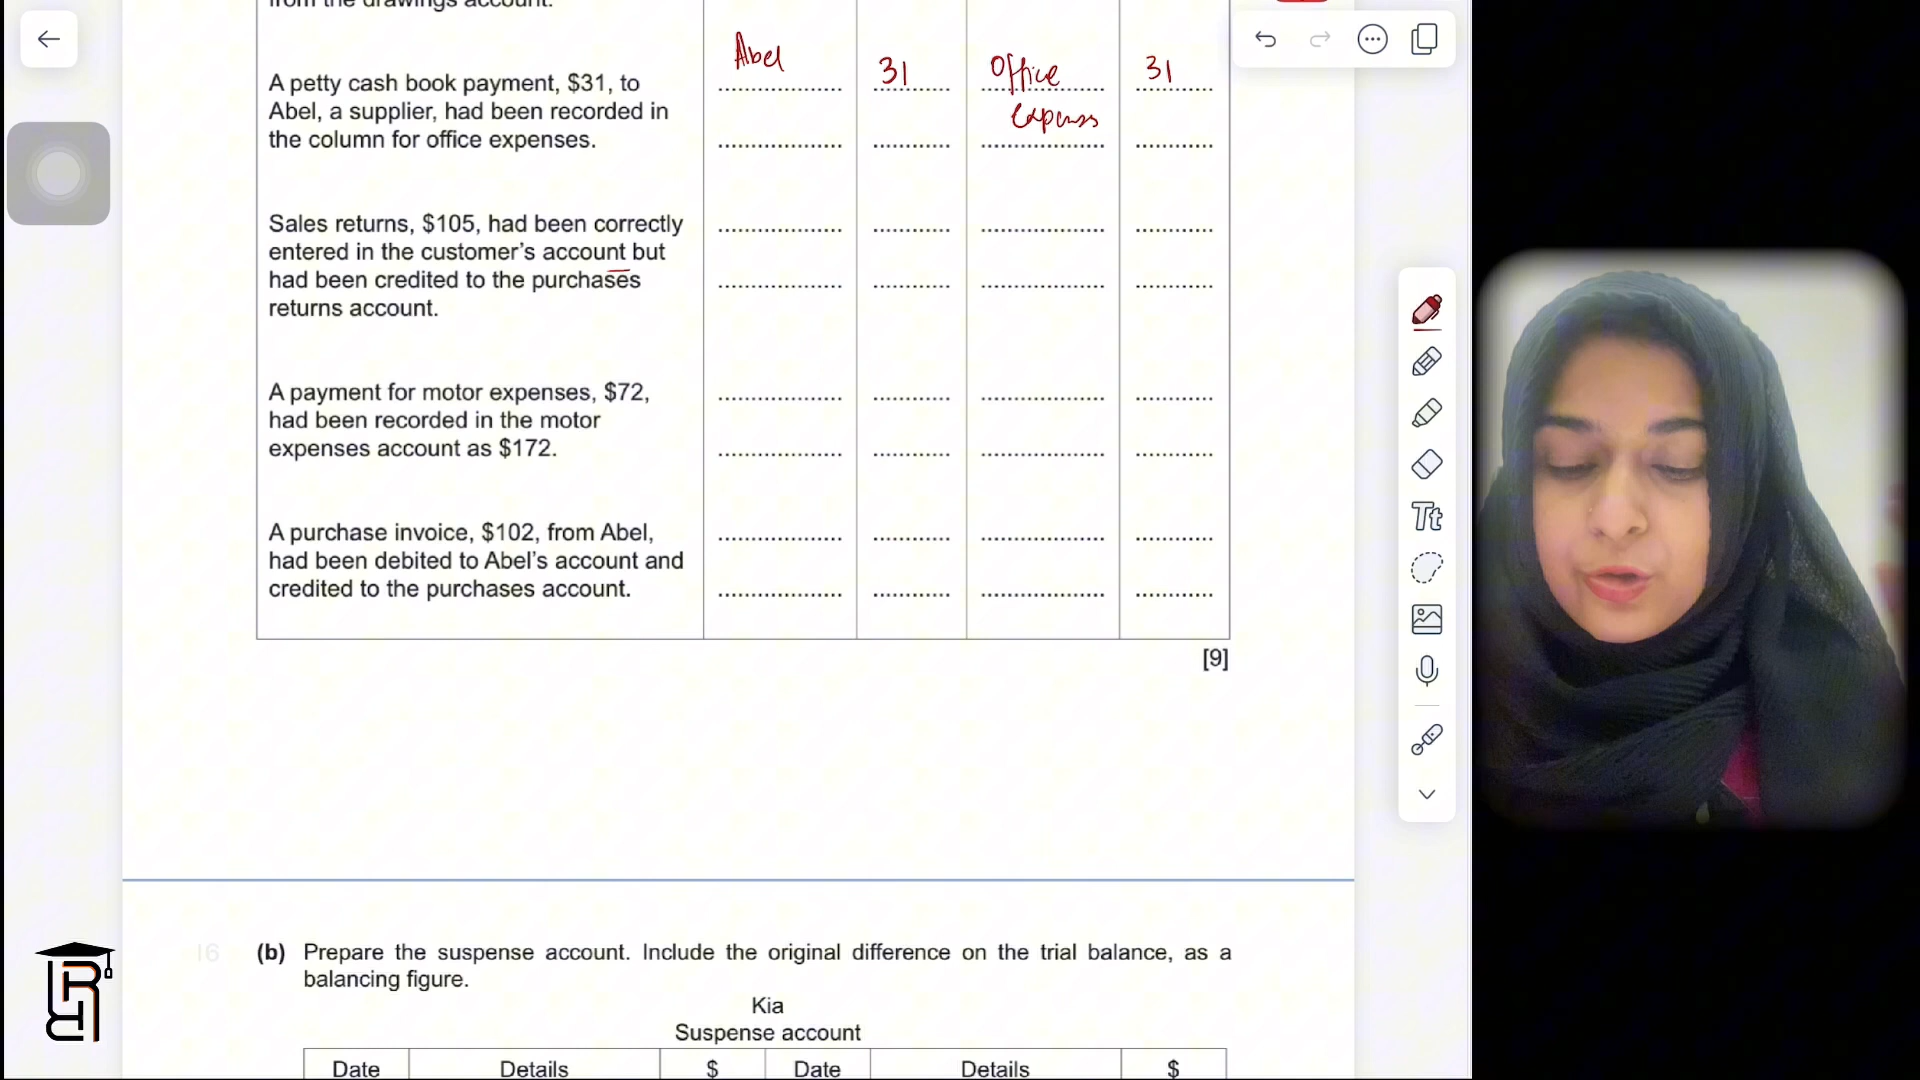 from the drawings account.
A petty cash book payment, $31, to
Abel, a supplier, had been recorded in
the column for office expenses.
Abel
31
Office
expenses
31
Sales returns, $105, had been correctly
entered in the customer's account but
had been credited to the purchases
returns account.
A payment for motor expenses, $72,
had been recorded in the motor
expenses account as $172.
A purchase invoice, $102, from Abel,
had been debited to Abel's account and
credited to the purchases account.
[9]
16
(b) Prepare the suspense account. Include the original difference on the trial balance, as a
balancing figure.
Kia
Suspense account
Date Details $ Date Details $
Tt